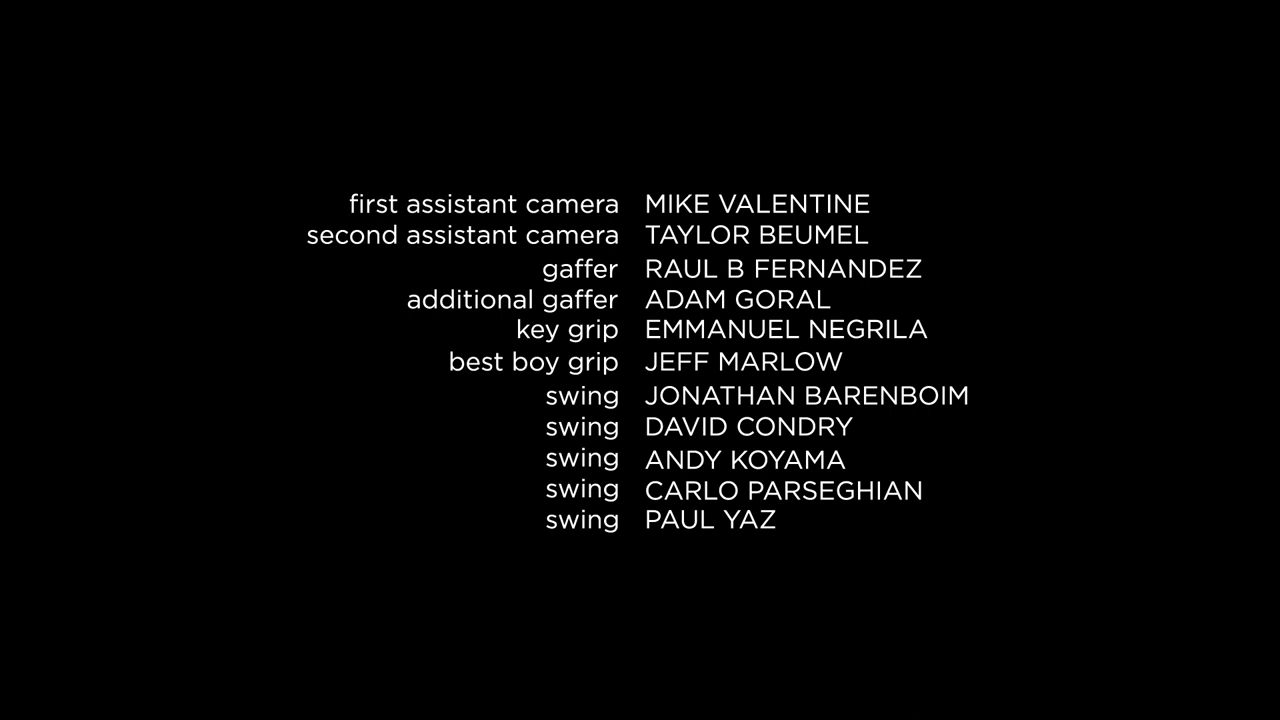 first assistant camera MIKE VALENTINE
second assistant camera TAYLOR BEUMEL
gaffer RAUL B FERNANDEZ
additional gaffer ADAM GORAL
key grip EMMANUEL NEGRILA
best boy grip JEFF MARLOW
swing JONATHAN BARENBOIM
swing DAVID CONDRY
swing ANDY KOYAMA
swing CARLO PARSEGHIAN
swing PAUL YAZ